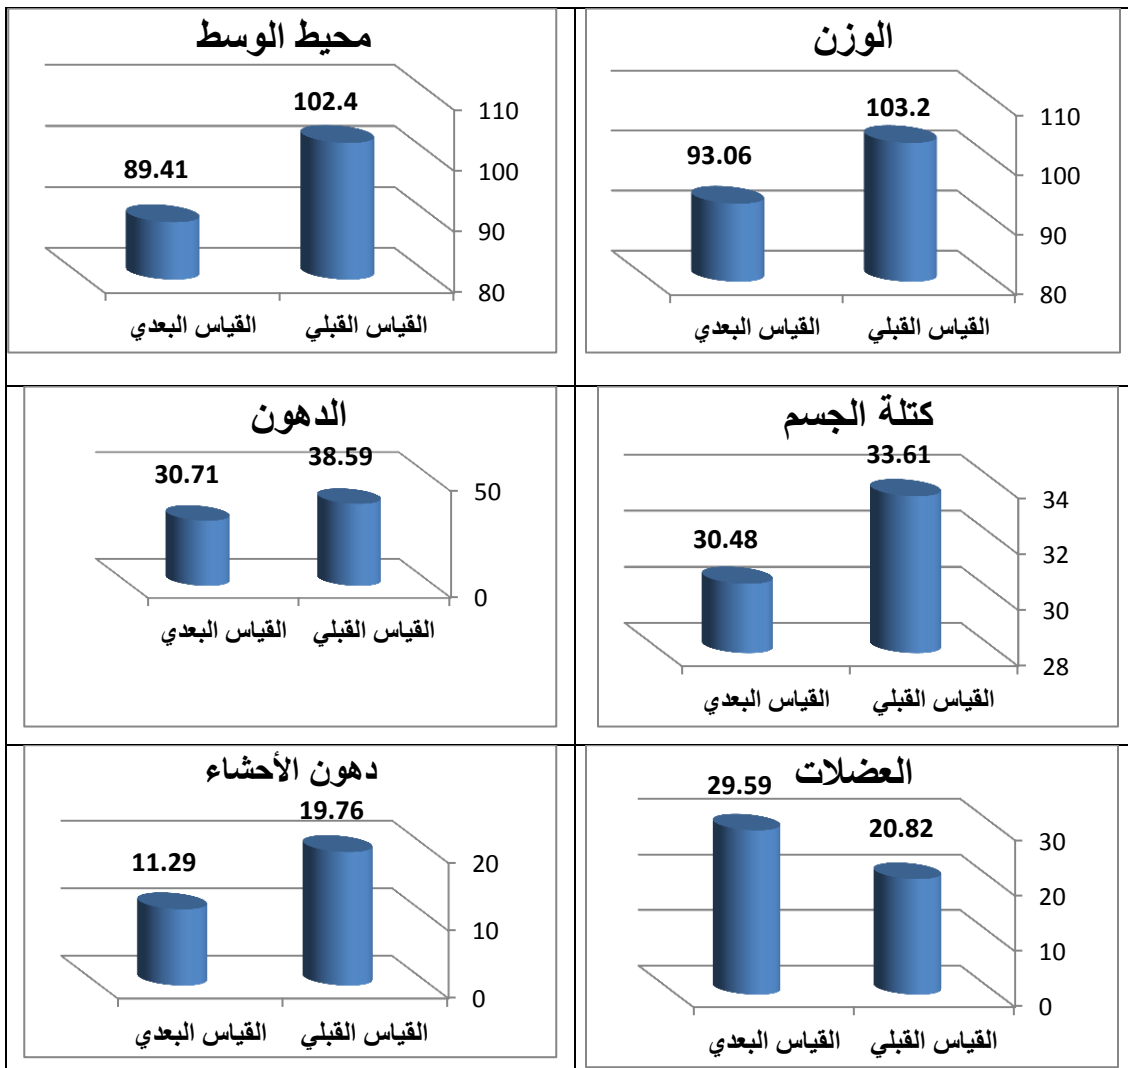 الوزن
103.2
93.06
110
100
90
80
القياس القبلي
القياس البعدي
محيط الوسط
102.4
89.41
110
100
90
80
القياس القبلي
القياس البعدي
كتلة الجسم
33.61
30.48
34
32
30
28
القياس القبلي
القياس البعدي
الدهون
38.59
30.71
50
0
القياس القبلي
القياس البعدي
العضلات
20.82
29.59
30
20
10
0
القياس القبلي
القياس البعدي
دهون الأحشاء
19.76
11.29
20
10
0
القياس القبلي
القياس البعدي